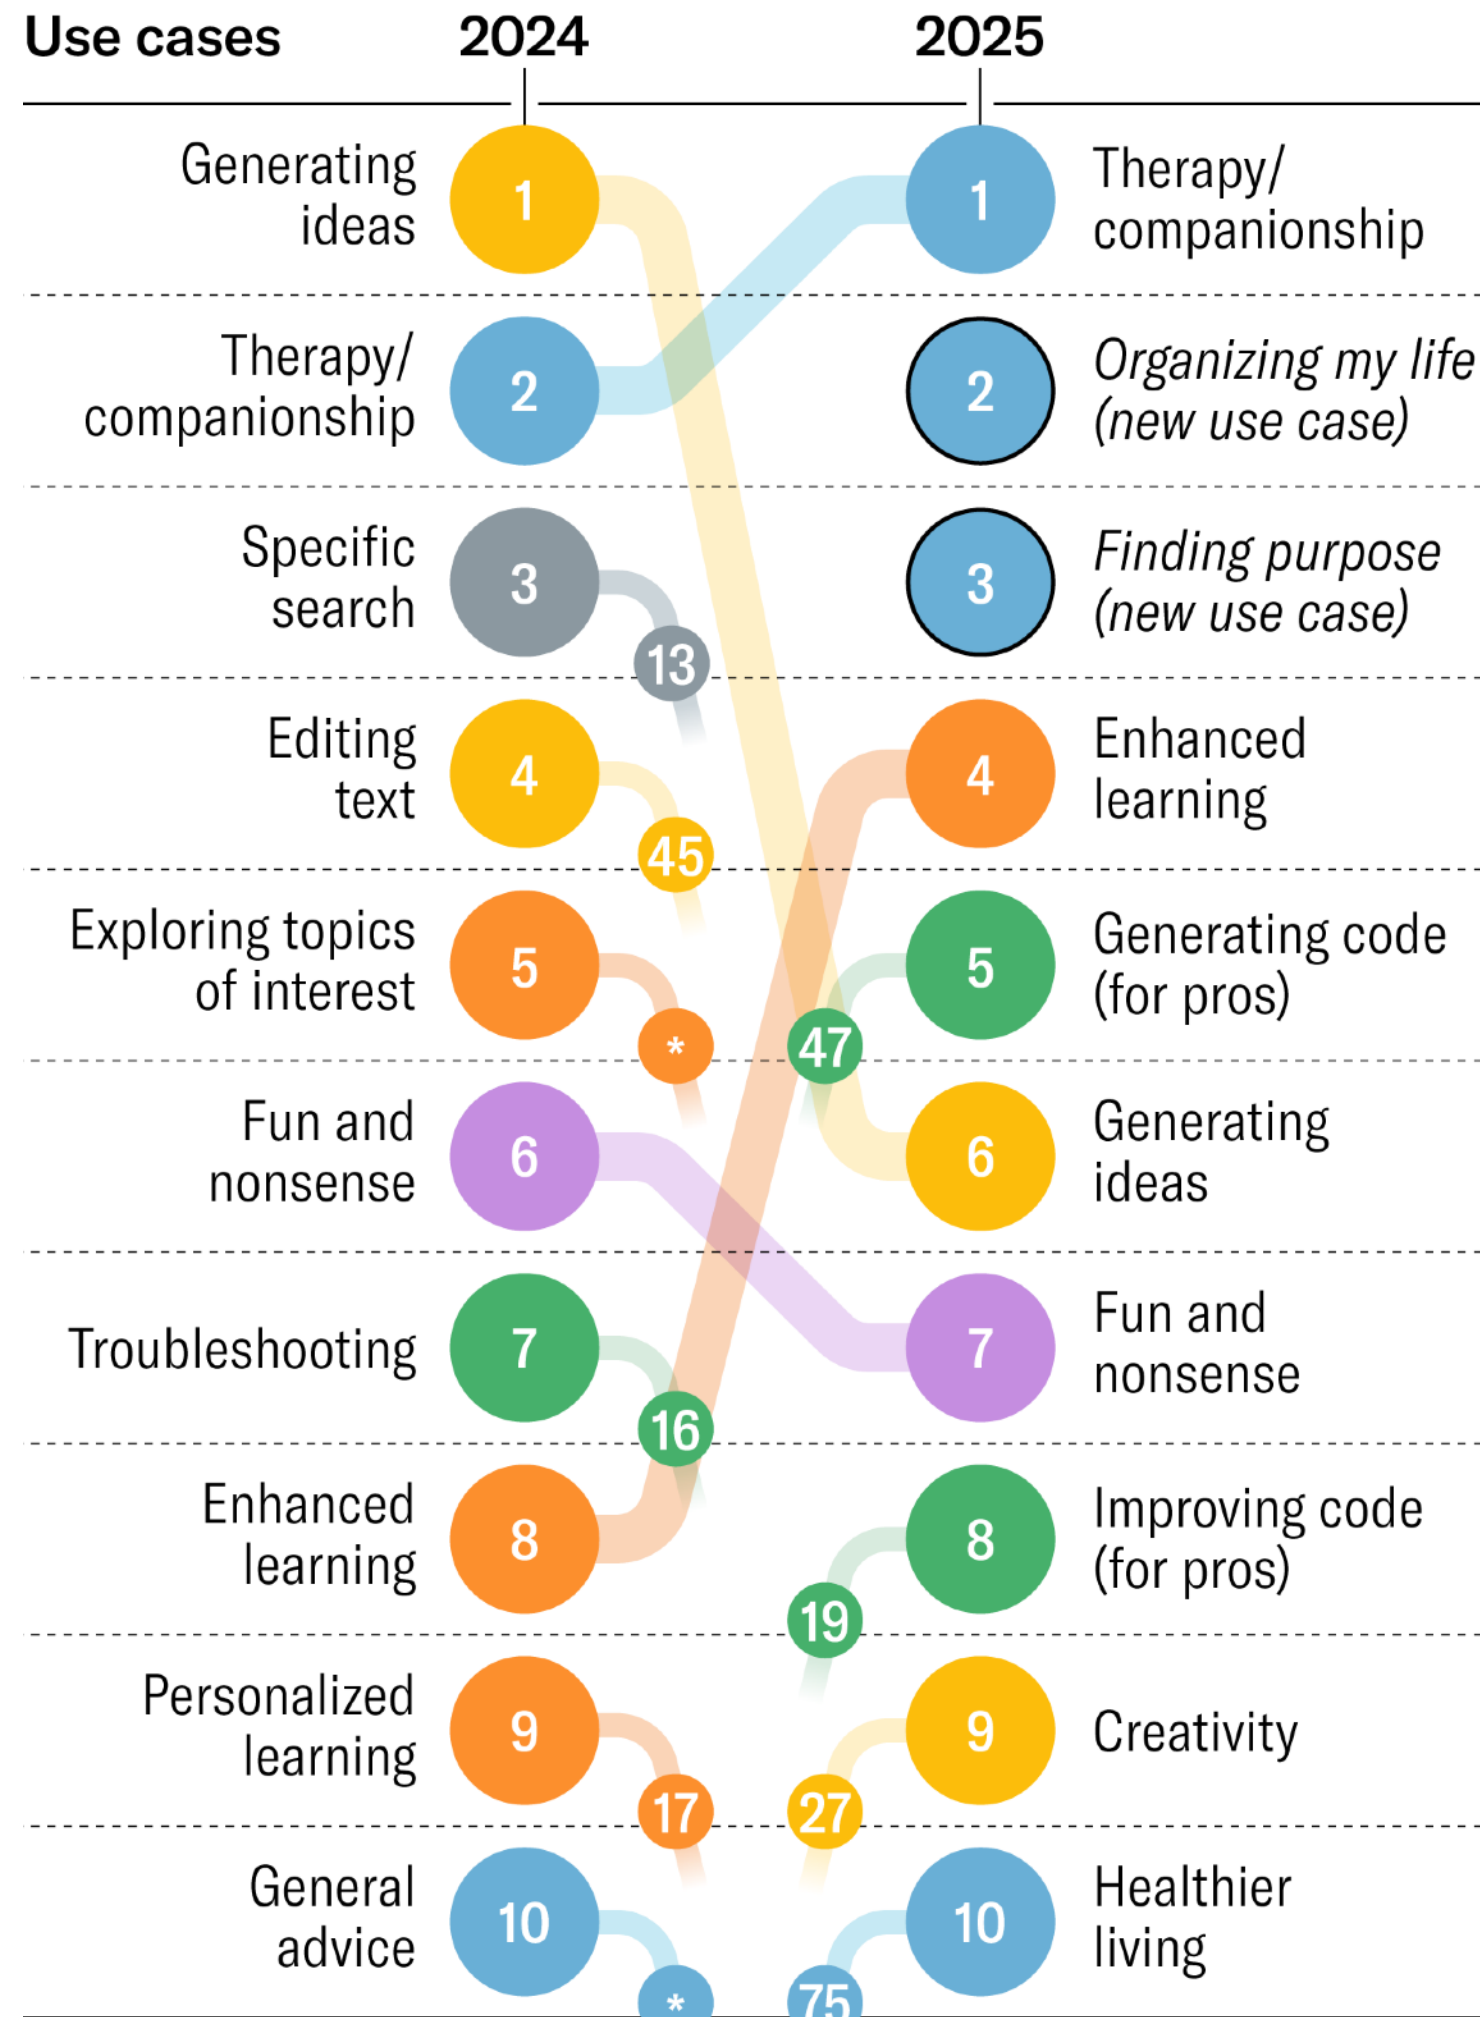 Use cases 2024 2025
Generating
ideas
1
1
Therapy/
companionship
Therapy/
companionship
2
2
Organizing my life
(new use case)
Specific
search
3
13
3
Finding purpose
(new use case)
Editing
text
4
45
4
Enhanced
learning
Exploring topics
of interest
5
*
47
5
Generating code
(for pros)
Fun and
nonsense
6
6
Generating
ideas
Troubleshooting
7
16
7
Fun and
nonsense
Enhanced
learning
8
19
8
Improving code
(for pros)
Personalized
learning
9
17
27
9
Creativity
General
advice
10
*
75
10
Healthier
living